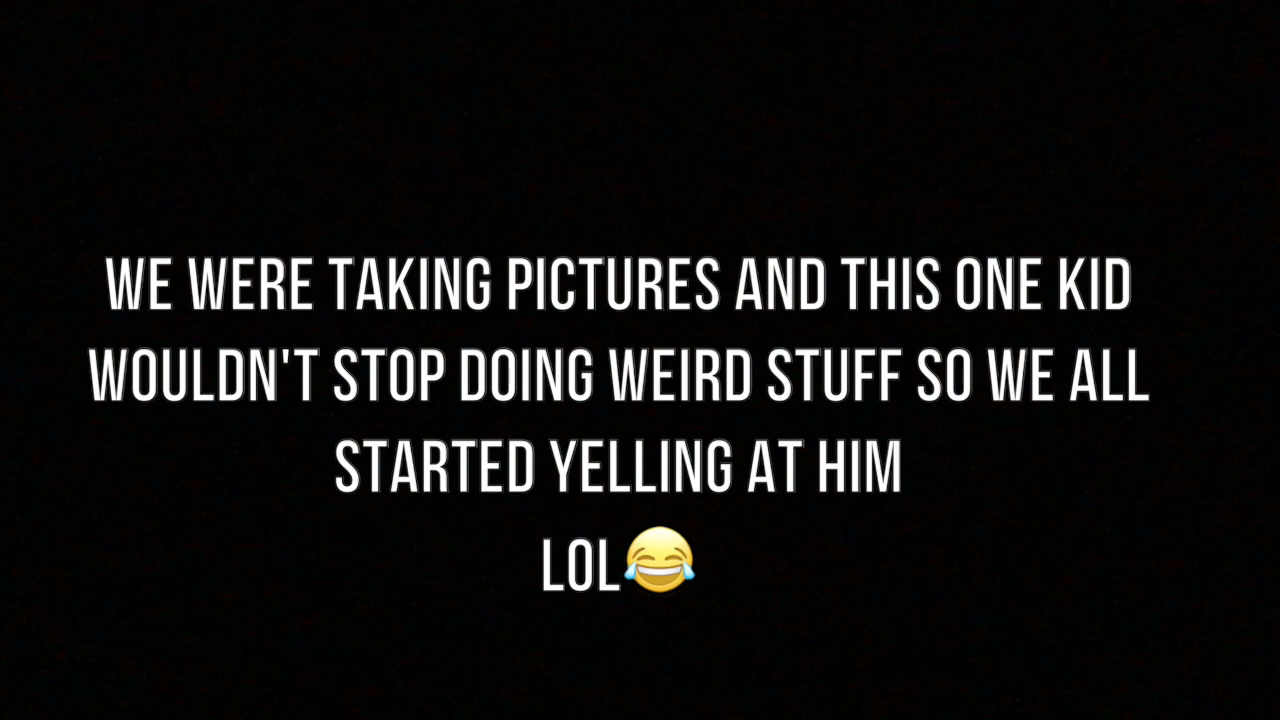 WE WERE TAKING PICTURES AND THIS ONE KID
WOULDN'T STOP DOING WEIRD STUFF SO WE ALL
STARTED YELLING AT HIM
LOL😂